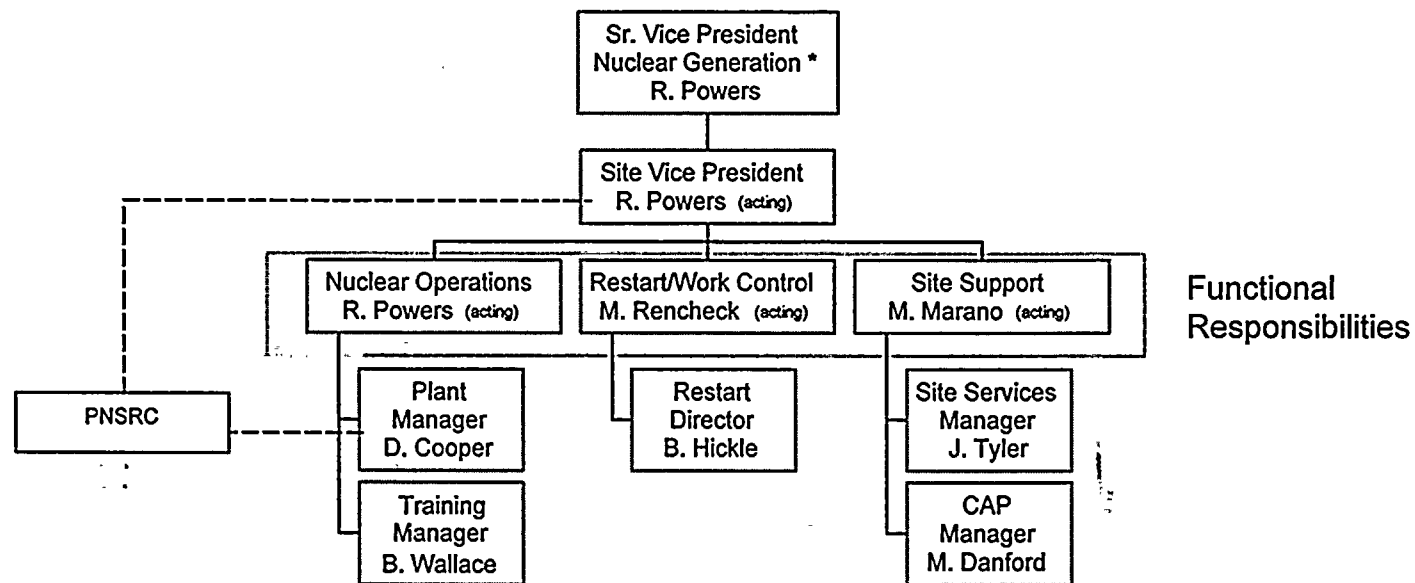 Sr. Vice President
Nuclear Generation *
R. Powers
Site Vice President
R. Powers (acting)
Nuclear Operations
R. Powers (acting)
Restart/Work Control
M. Rencheck (acting)
Site Support
M. Marano (acting)
Functional
Responsibilities
PNSRC
Plant
Manager
D. Cooper
Restart
Director
B. Hickle
Site Services
Manager
J. Tyler
Training
Manager
B. Wallace
CAP
Manager
M. Danford